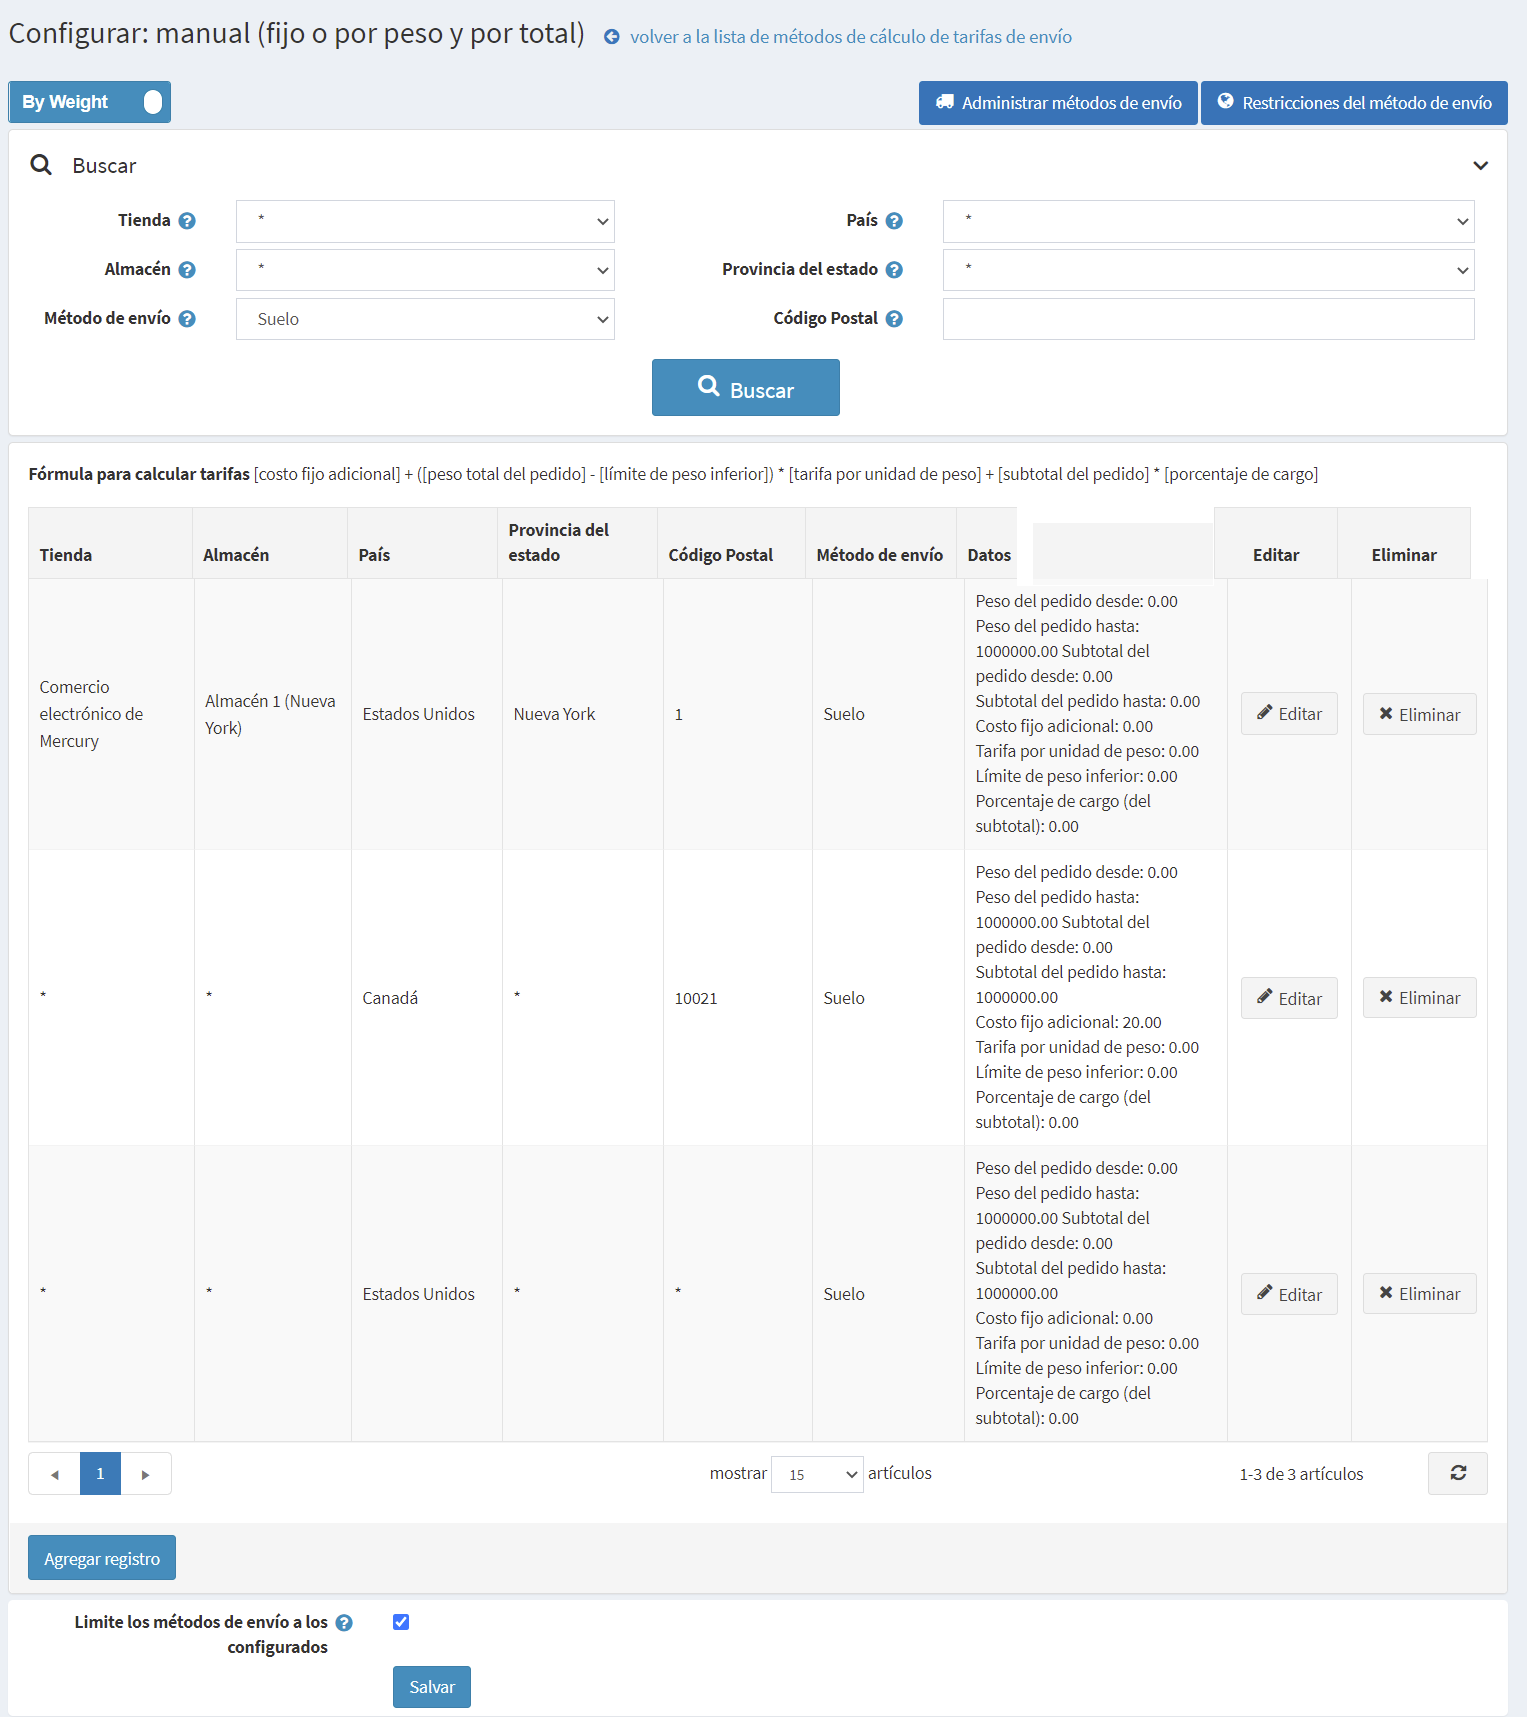 Configurar: manual (fijo o por peso y por total) volver a la lista de métodos de cálculo de tarifas de envío
By Weight Administrar métodos de envío Restricciones del método de envío
Buscar
Tienda * País *
Almacén * Provincia del estado *
Método de envío Suelo Código Postal
Buscar
Fórmula para calcular tarifas [costo fijo adicional] + ([peso total del pedido] - [límite de peso inferior]) * [tarifa por unidad de peso] + [subtotal del pedido] * [porcentaje de cargo]
Tienda Almacén País Provincia del estado Código Postal Método de envío Datos Editar Eliminar
Comercio
electrónico de
Mercury
Almacén 1 (Nueva
York)
Estados Unidos
Nueva York
1
Suelo
Peso del pedido desde: 0.00
Peso del pedido hasta:
1000000.00 Subtotal del
pedido desde: 0.00
Subtotal del pedido hasta: 0.00
Costo fijo adicional: 0.00
Tarifa por unidad de peso: 0.00
Límite de peso inferior: 0.00
Porcentaje de cargo (del
subtotal): 0.00
Editar
Eliminar
*
*
Canadá
*
10021
Suelo
Peso del pedido desde: 0.00
Peso del pedido hasta:
1000000.00 Subtotal del
pedido desde: 0.00
Subtotal del pedido hasta:
1000000.00
Costo fijo adicional: 20.00
Tarifa por unidad de peso: 0.00
Límite de peso inferior: 0.00
Porcentaje de cargo (del
subtotal): 0.00
Editar
Eliminar
*
*
Estados Unidos
*
*
Suelo
Peso del pedido desde: 0.00
Peso del pedido hasta:
1000000.00 Subtotal del
pedido desde: 0.00
Subtotal del pedido hasta:
1000000.00
Costo fijo adicional: 0.00
Tarifa por unidad de peso: 0.00
Límite de peso inferior: 0.00
Porcentaje de cargo (del
subtotal): 0.00
Editar
Eliminar
1 mostrar 15 artículos 1-3 de 3 artículos
Agregar registro
Limite los métodos de envío a los
configurados
Salvar